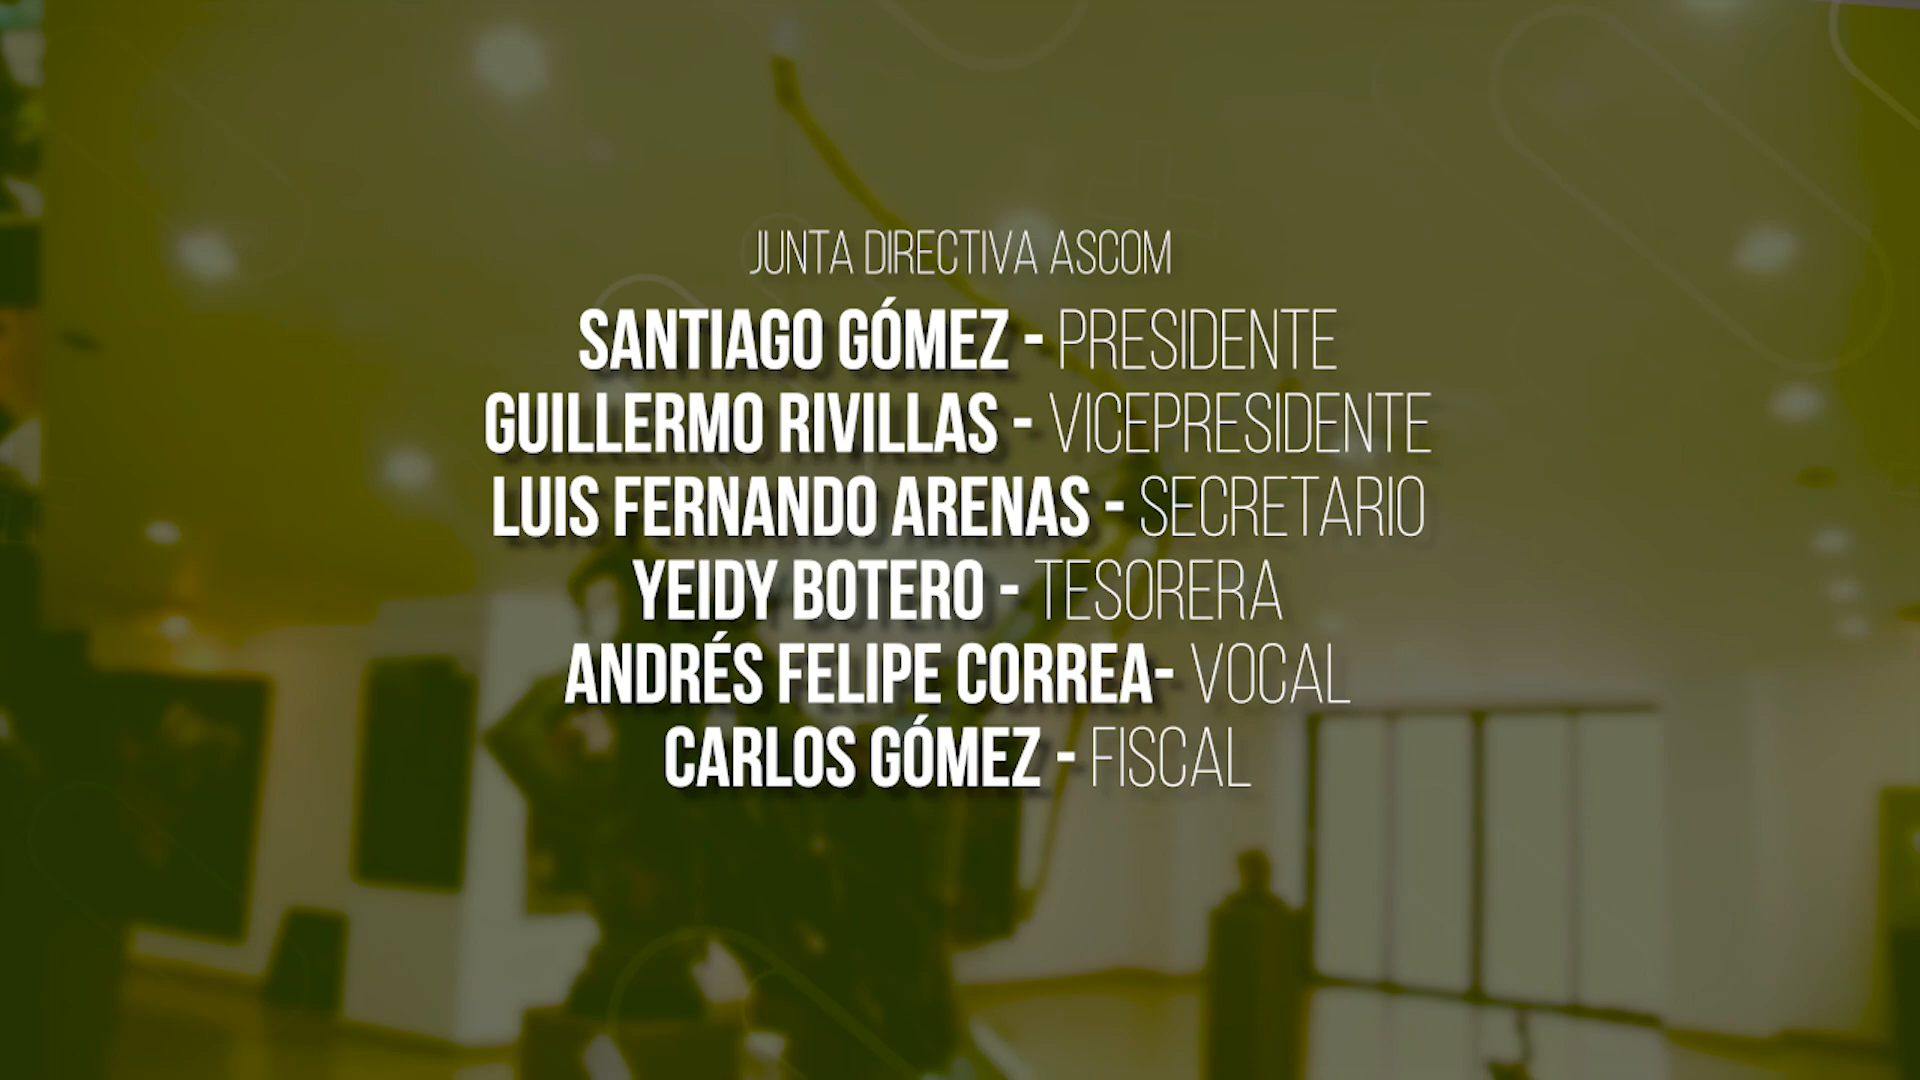 JUNTA DIRECTIVA ASCOM
SANTIAGO GÓMEZ - PRESIDENTE
GUILLERMO RIVILLAS - VICEPRESIDENTE
LUIS FERNANDO ARENAS - SECRETARIO
YEIDY BOTERO - TESORERA
ANDRÉS FELIPE CORREA- VOCAL
CARLOS GÓMEZ - FISCAL